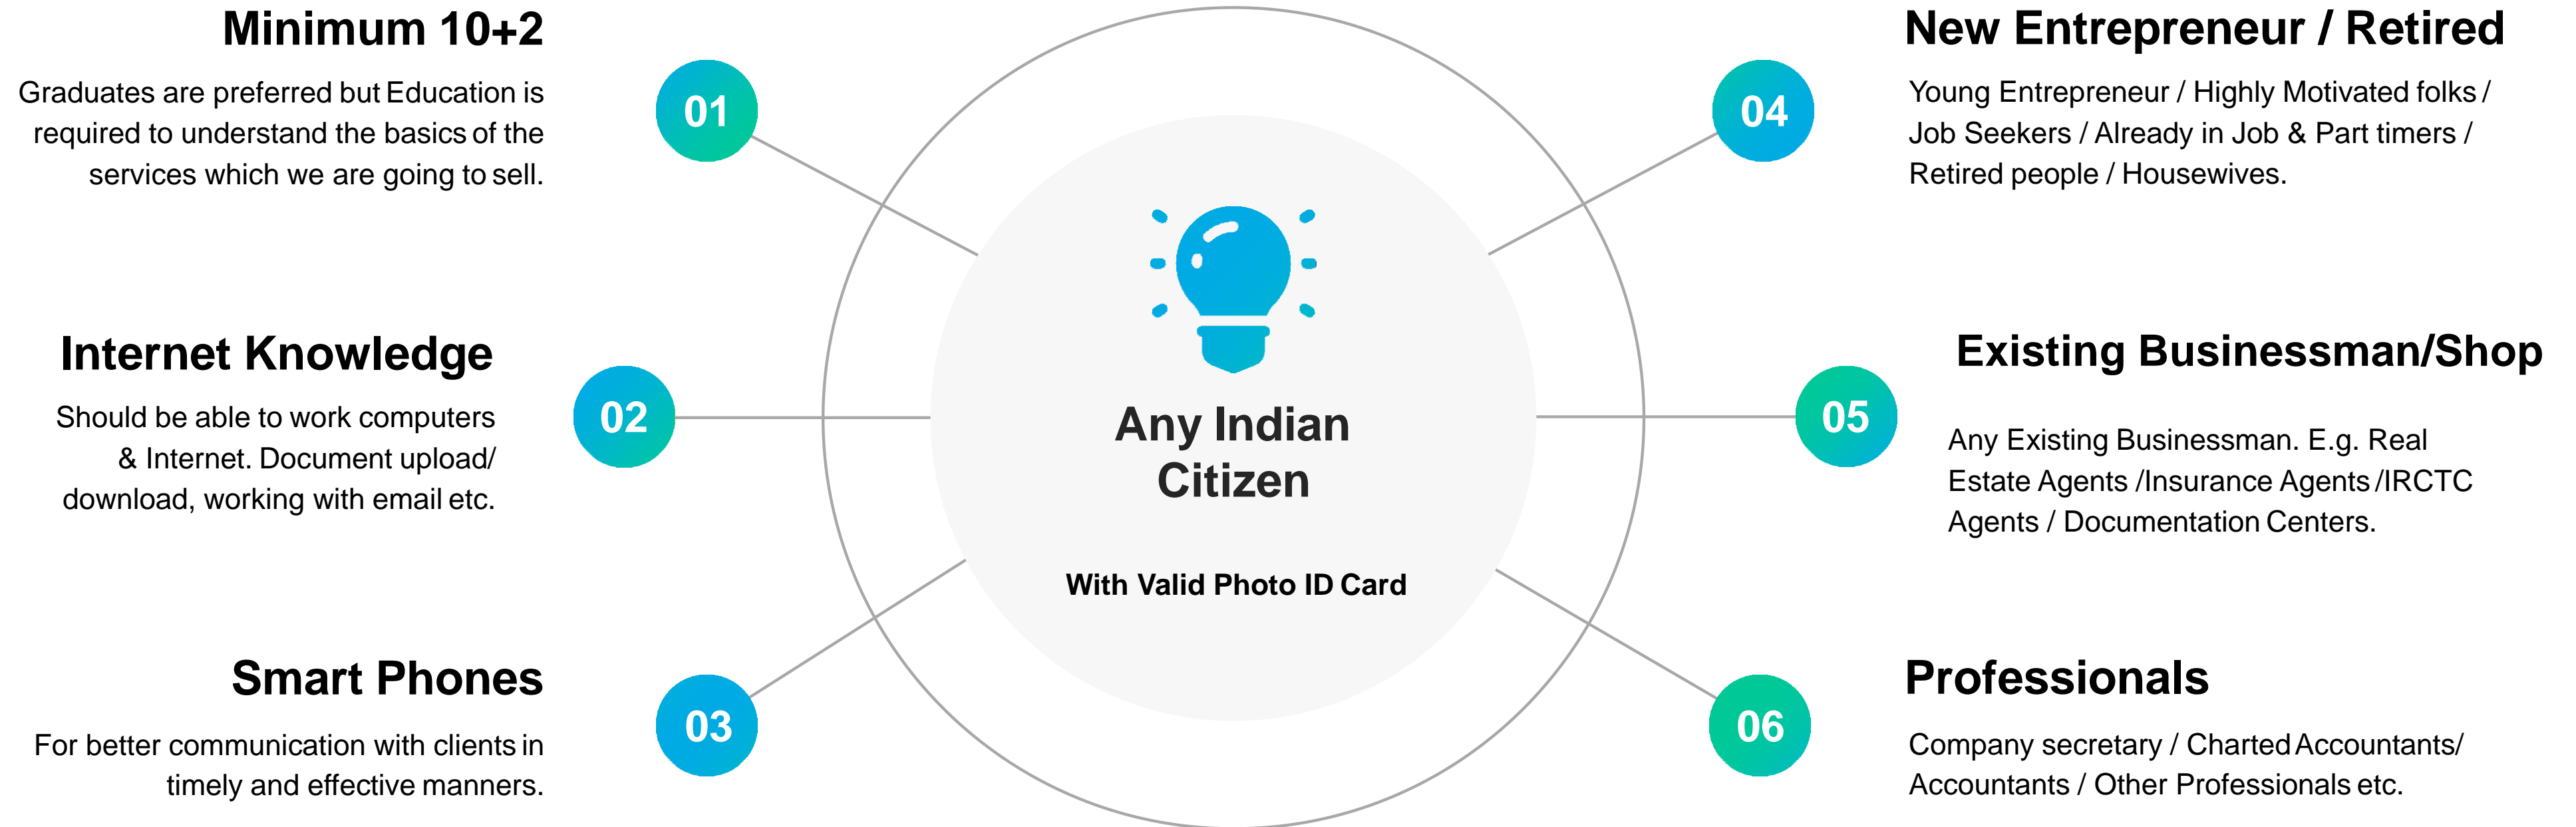 Minimum 10+2
Graduates are preferred but Education is
required to understand the basics of the
services which we are going to sell.
01
Internet Knowledge
Should be able to work computers
& Internet. Document upload/
download, working with email etc.
02
Smart Phones
For better communication with clients in
timely and effective manners.
03
Any Indian
Citizen
With Valid Photo ID Card
New Entrepreneur / Retired
04
Young Entrepreneur / Highly Motivated folks /
Job Seekers / Already in Job & Part timers /
Retired people / Housewives.
Existing Businessman/Shop
05
Any Existing Businessman. E.g. Real
Estate Agents /Insurance Agents /IRCTC
Agents / Documentation Centers.
Professionals
06
Company secretary / Charted Accountants/
Accountants / Other Professionals etc.